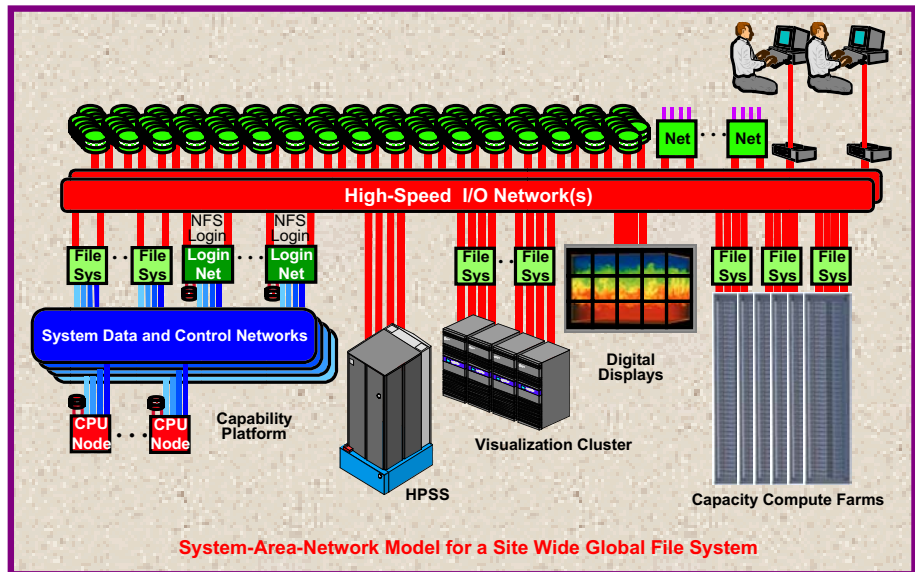 Net
Net
High-Speed I/O Network(s)
NFS
Login
NFS
Login
File
Sys
File
Sys
Login
Net
Login
Net
File
Sys
File
Sys
File
Sys
File
Sys
File
Sys
System Data and Control Networks
Digital
Displays
CPU
Node
CPU
Node
Capability
Platform
Visualization Cluster
HPSS
Capacity Compute Farms
System-Area-Network Model for a Site Wide Global File System